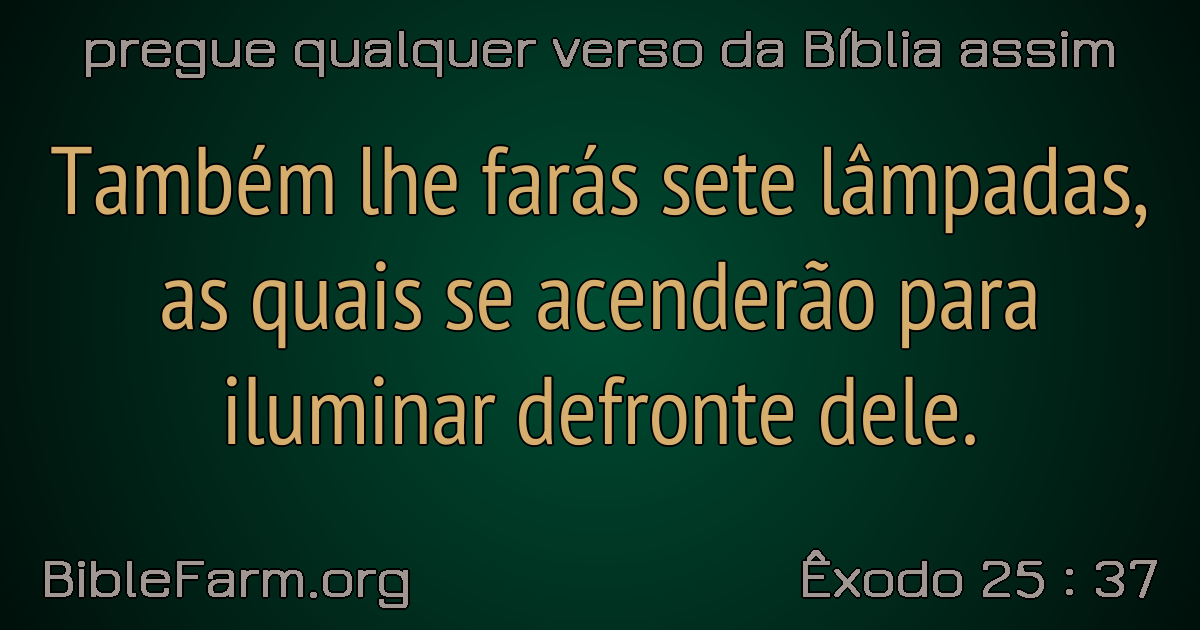 pregue qualquer verso da Bíblia assim
Também lhe farás sete lâmpadas,
as quais se acenderão para
iluminar defronte dele.
BibleFarm.org
Êxodo 25 : 37